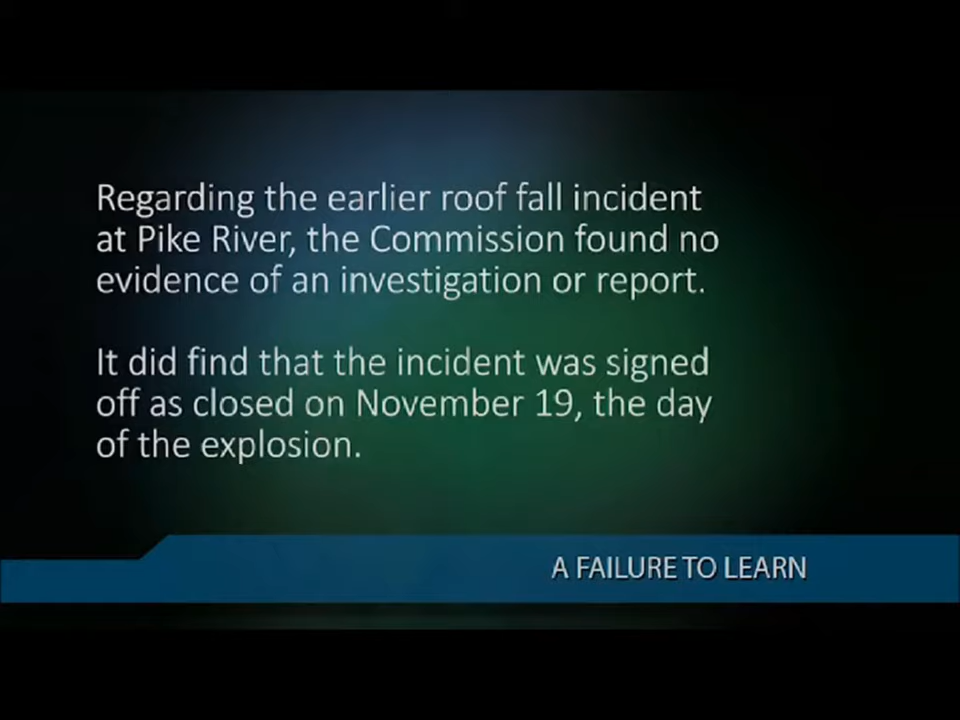 Regarding the earlier roof fall incident
at Pike River, the Commission found no
evidence of an investigation or report.
It did find that the incident was signed
off as closed on November 19, the day
of the explosion.
A FAILURE TO LEARN